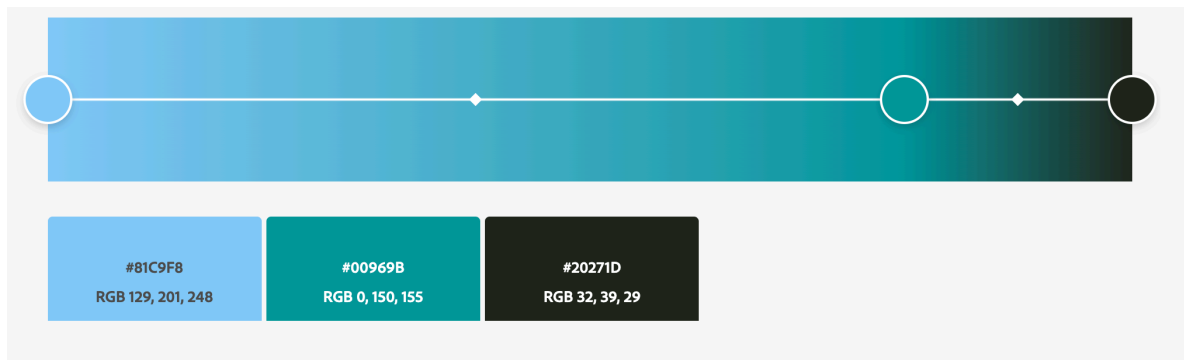 #81C9F8
RGB 129, 201, 248
#00969B
RGB 0, 150, 155
#20271D
RGB 32, 39, 29